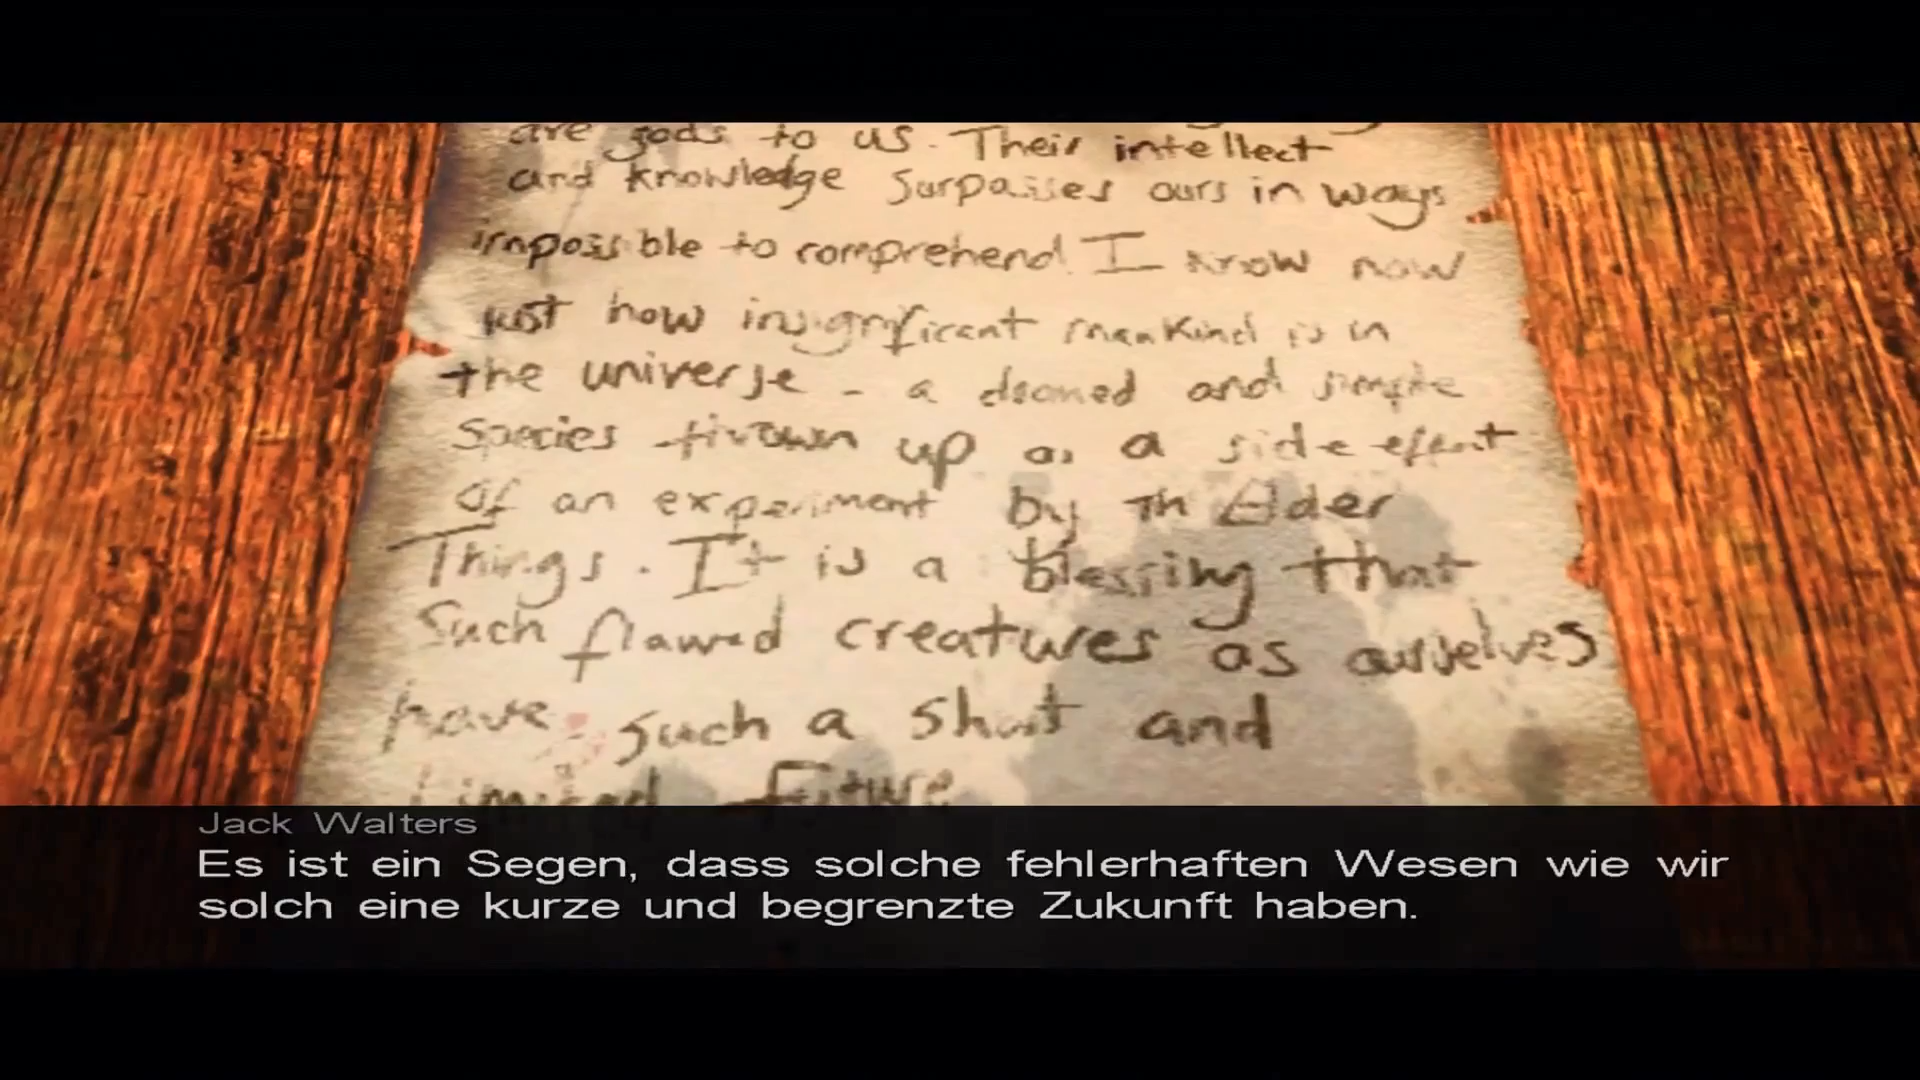 are gods to us. Their intellect
and knowledge surpasses ours in ways
impossible to comprehend. I know now
just how insignificant mankind is in
the universe - a doomed and simple
species thrown up as a side effect
of an experiment by Th Elder
Things. It is a blessing that
Such flawed creatures as ourselves
have such a short and
limited future
Jack Walters
Es ist ein Segen, dass solche fehlerhaften Wesen wie wir
solch eine kurze und begrenzte Zukunft haben.